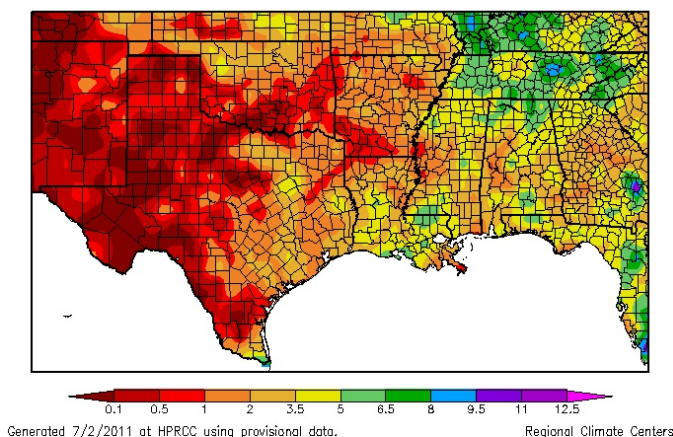 0.1 0.5 1 2 3.5 5 6.5 8 9.5 11 12.5
Generated 7/2/2011 at HPRCC using provisional data. Regional Climate Centers